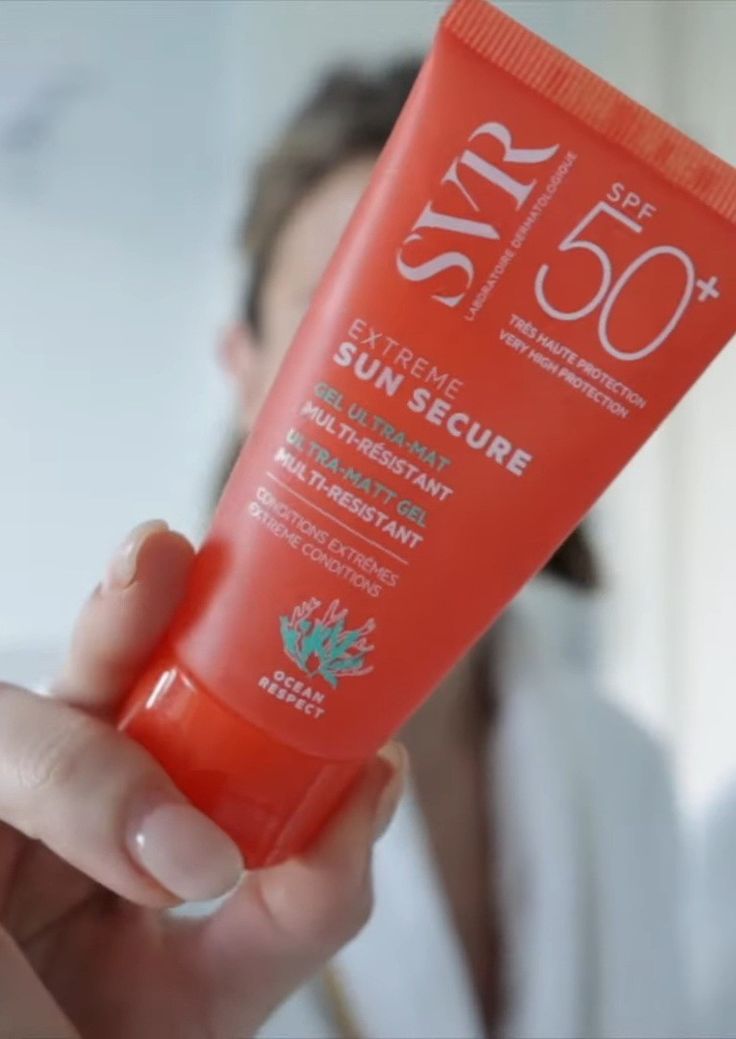 SVR
LABORATOIRE DERMATOLOGIQUE
SPF
50+
TRÈS HAUTE PROTECTION
VERY HIGH PROTECTION
EXTREME
SUN SECURE
GEL ULTRA-MAT
MULTI-RÉSISTANT
ULTRA-MATT GEL
MULTI-RESISTANT
CONDITIONS EXTRÊMES
EXTREME CONDITIONS
OCEAN
RESPECT